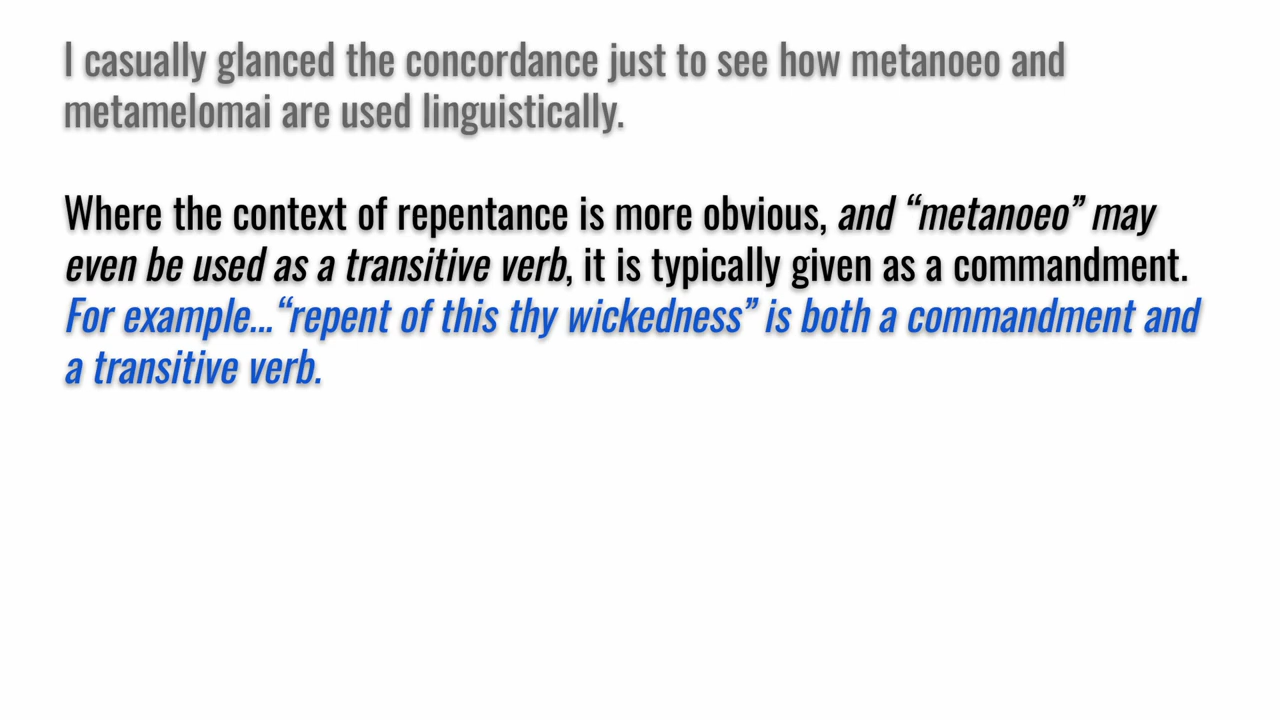 I casually glanced the concordance just to see how metanoeo and
metamelomai are used linguistically.
Where the context of repentance is more obvious, and “metanoeo” may
even be used as a transitive verb, it is typically given as a commandment.
For example...“repent of this thy wickedness” is both a commandment and
a transitive verb.